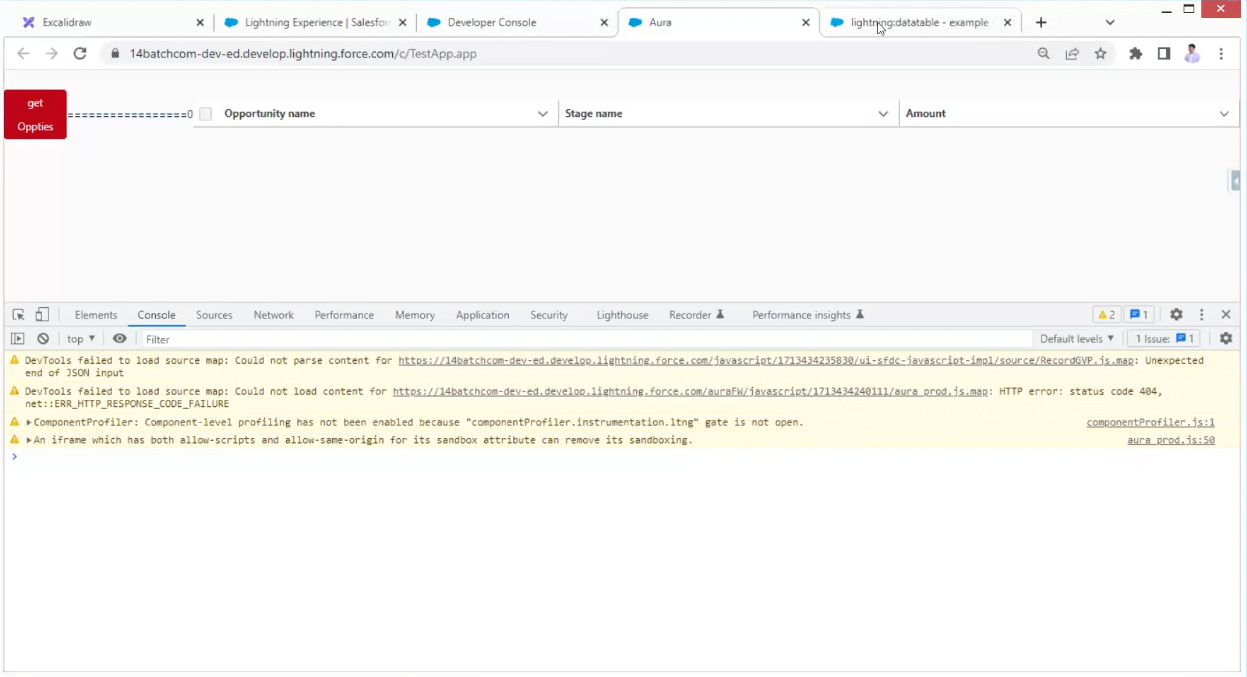 Excalidraw
Lightning Experience | Salesfor
Developer Console
Aura
lightning:datatable - example
14batchcom-dev-ed.develop.lightning.force.com/c/TestApp.app
get
Oppties
=================0
Opportunity name
Stage name
Amount
Elements Console Sources Network Performance Memory Application Security Lighthouse Recorder Performance insights 2 1
top Filter Default levels 1 Issue: 1
DevTools failed to load source map: Could not parse content for https://14batchcom-dev-ed.develop.lightning.force.com/javascript/1713434235830/ui-sfdc-javascript-impl/source/RecordGVP.js.map: Unexpected
end of JSON input
DevTools failed to load source map: Could not load content for https://14batchcom-dev-ed.develop.lightning.force.com/auraFW/javascript/1713434240111/aura_prod.js.map: HTTP error: status code 404,
net::ERR_HTTP_RESPONSE_CODE_FAILURE
ComponentProfiler: Component-level profiling has not been enabled because "componentProfiler.instrumentation.ltng" gate is not open. componentProfiler.js:1
An iframe which has both allow-scripts and allow-same-origin for its sandbox attribute can remove its sandboxing. aura_prod.js:50